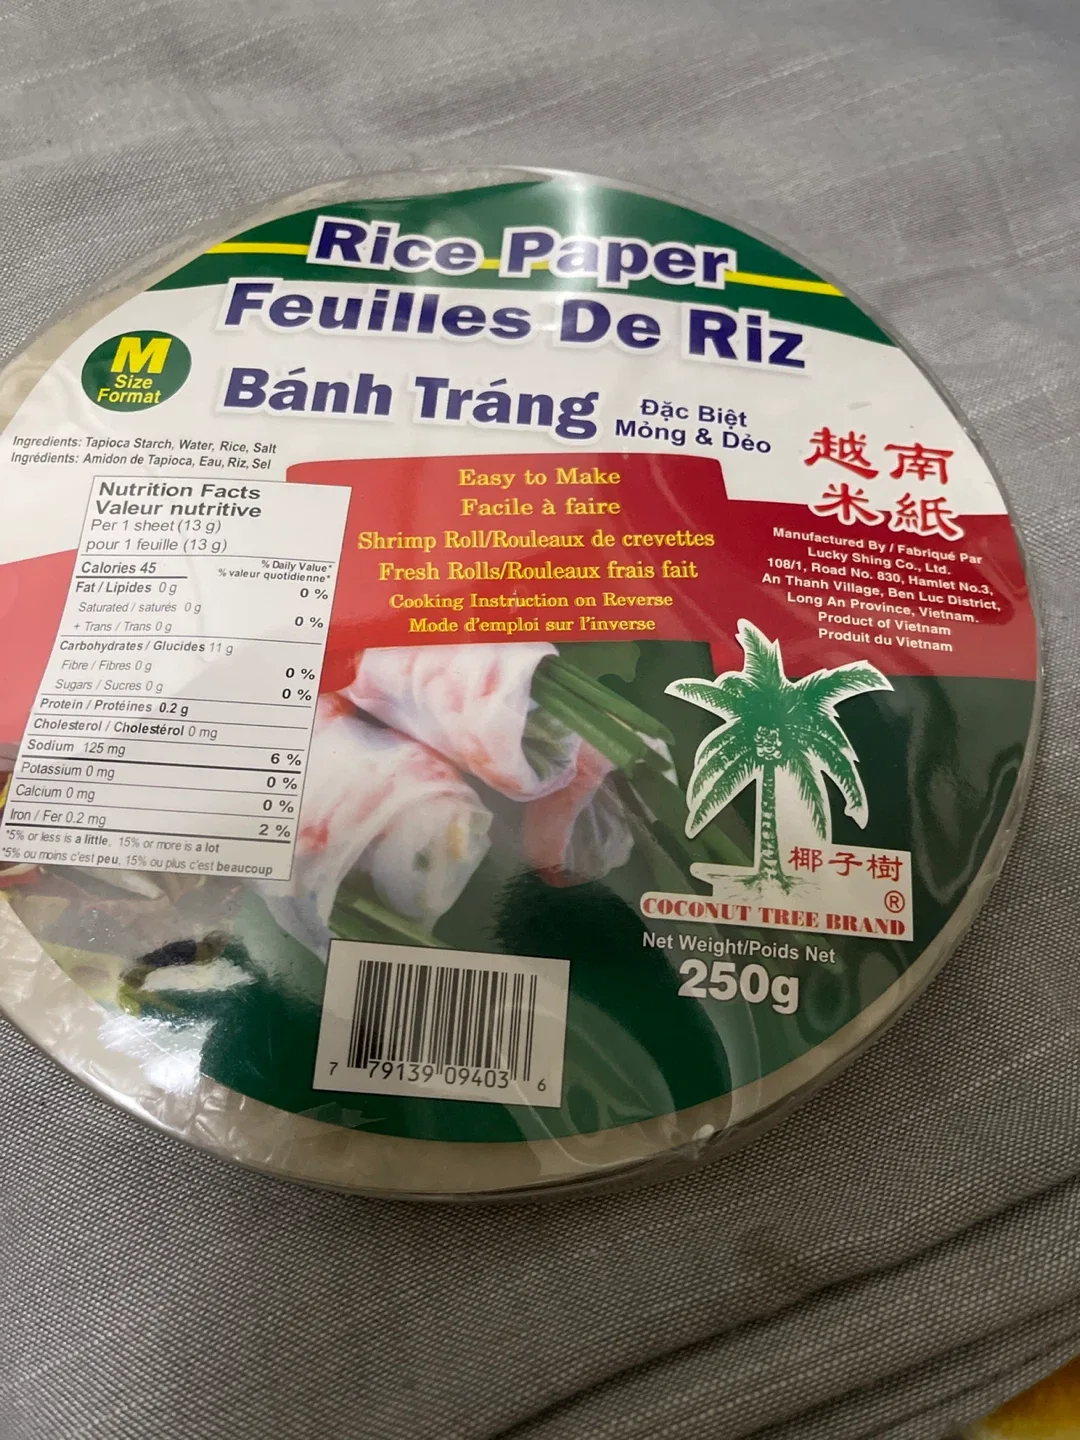 Rice Paper
Feuilles De Riz
Bánh Tráng
Đặc Biệt
Mỏng & Dẻo
M
Size
Format
Ingredients: Tapioca Starch, Water, Rice, Salt
Ingrédients: Amidon de Tapioca, Eau, Riz, Sel
Nutrition Facts
Valeur nutritive
Per 1 sheet (13 g)
pour 1 feuille (13 g)
Calories 45
% Daily Value*
% valeur quotidienne*
Fat / Lipides 0 g 0 %
Saturated / saturés 0 g
+ Trans / Trans 0 g 0 %
Carbohydrates / Glucides 11 g
Fibre / Fibres 0 g 0 %
Sugars / Sucres 0 g 0 %
Protein / Protéines 0.2 g
Cholesterol / Cholestérol 0 mg
Sodium 125 mg 6 %
Potassium 0 mg 0 %
Calcium 0 mg 0 %
Iron / Fer 0.2 mg 2 %
*5% or less is a little, 15% or more is a lot
*5% ou moins c'est peu, 15% ou plus c'est beaucoup
Easy to Make
Facile à faire
Shrimp Roll/Rouleaux de crevettes
Fresh Rolls/Rouleaux frais fait
Cooking Instruction on Reverse
Mode d'emploi sur l'inverse
越南
米紙
Manufactured By / Fabriqué Par
Lucky Shing Co., Ltd.
108/1, Road No. 830, Hamlet No.3,
An Thanh Village, Ben Luc District,
Long An Province, Vietnam.
Product of Vietnam
Produit du Vietnam
椰子樹
®
COCONUT TREE BRAND
Net Weight/Poids Net
250g
7 79139 09403 6